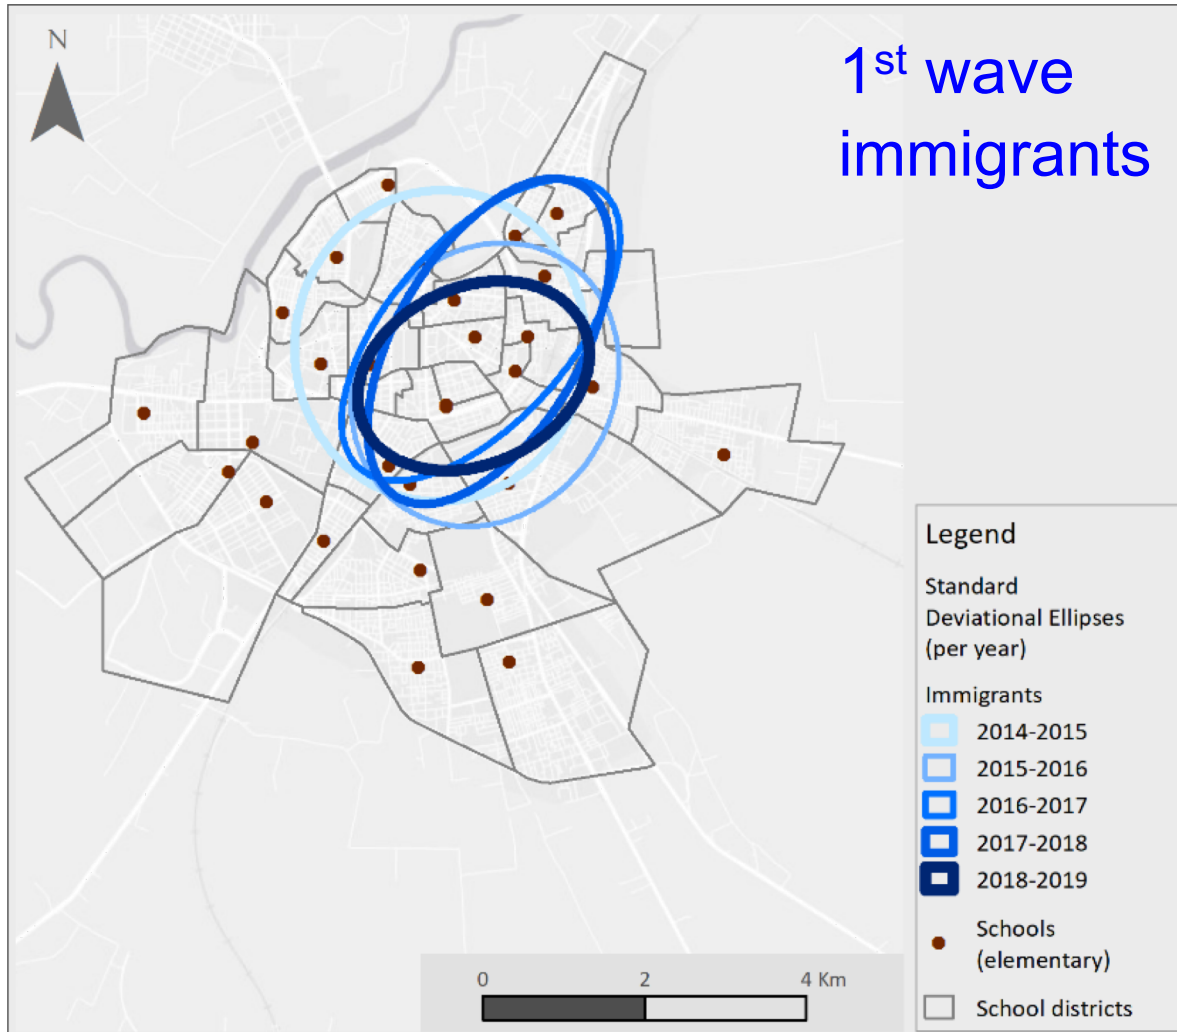 N
1st wave
immigrants
Legend
Standard
Deviational Ellipses
(per year)
Immigrants
2014-2015
2015-2016
2016-2017
2017-2018
2018-2019
Schools
(elementary)
School districts
0 2 4 Km